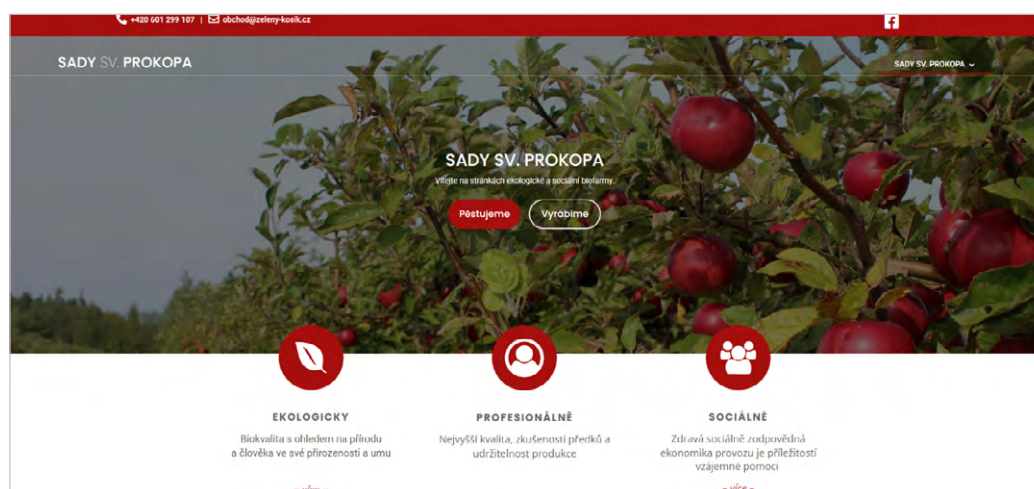 +420 601 299 107 | obchod@zeleny-kosik.cz
SADY SV. PROKOPA
SADY SV. PROKOPA
SADY SV. PROKOPA
Vítejte na stránkách ekologické a sociální biofarmy.
Pěstujeme
Vyrábíme
EKOLOGICKY
Biokvalita s ohledem na přírodu
a člověka ve své přirozenosti a umu
PROFESIONÁLNĚ
Nejvyšší kvalita, zkušenosti předků a
udržitelnost produkce
SOCIÁLNĚ
Zdravá sociálně zodpovědná
ekonomika provozu je příležitostí
vzájemné pomoci
– více –
– více –